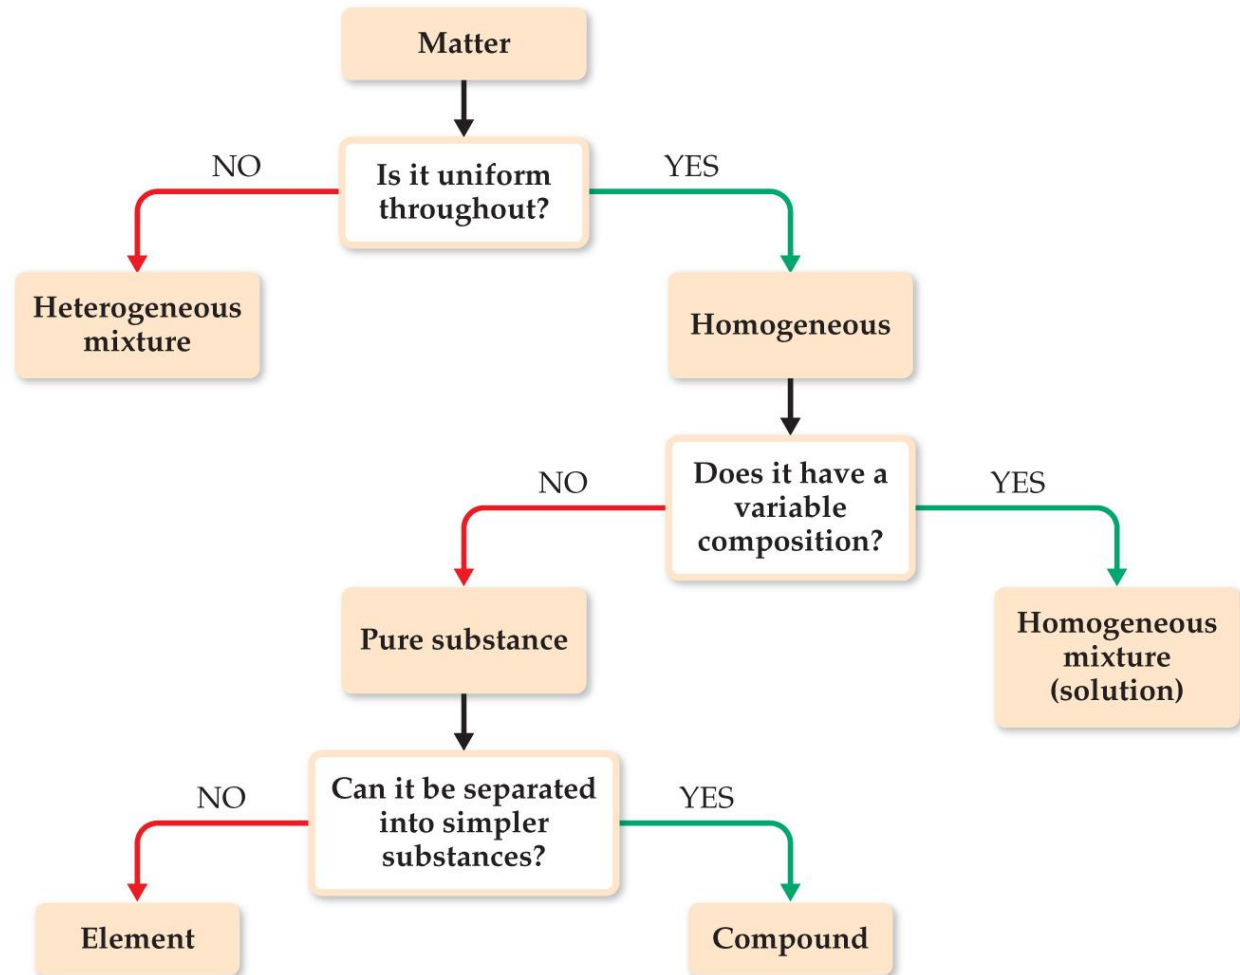 Matter
NO
Is it uniform
throughout?
YES
Heterogeneous
mixture
Homogeneous
NO
Does it have a
variable
composition?
YES
Pure substance
Homogeneous
mixture
(solution)
NO
Can it be separated
into simpler
substances?
YES
Element
Compound